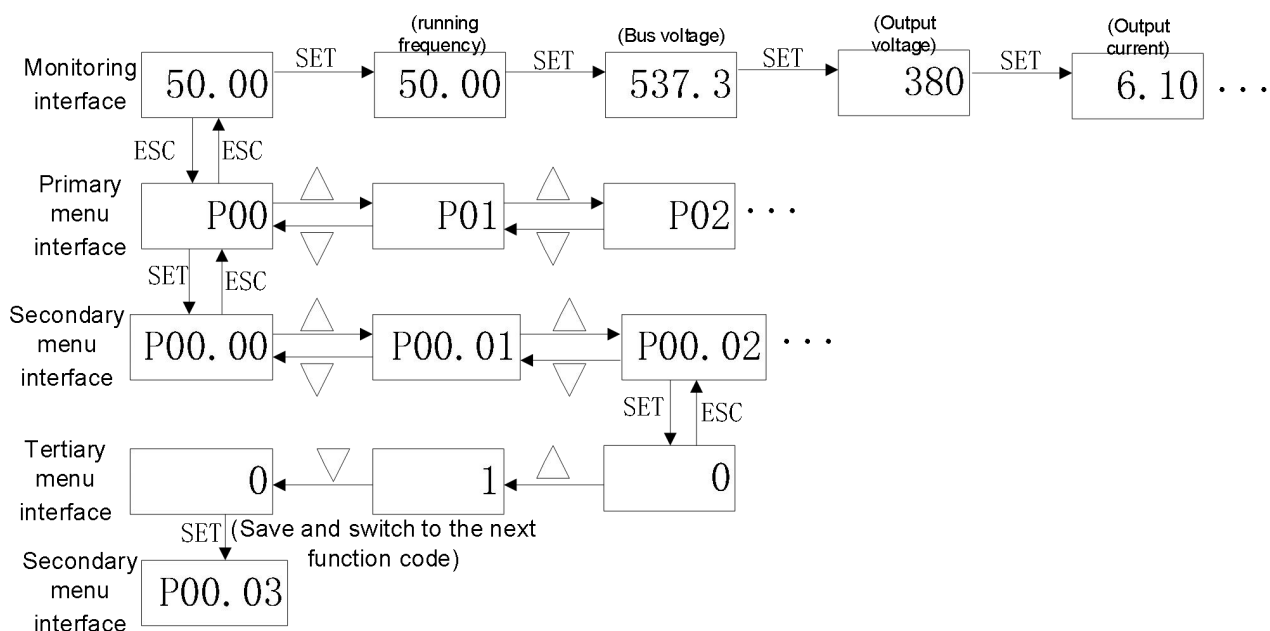 (running
frequency)
(Bus voltage)
(Output
voltage)
(Output
current)
Monitoring
interface
50.00
SET
50.00
SET
537.3
SET
380
SET
6.10
...
ESC
ESC
Primary
menu
interface
P00
P01
P02
...
SET
ESC
Secondary
menu
interface
P00.00
P00.01
P00.02
...
SET
ESC
Tertiary
menu
interface
0
1
0
SET
(Save and switch to the next
function code)
Secondary
menu
interface
P00.03